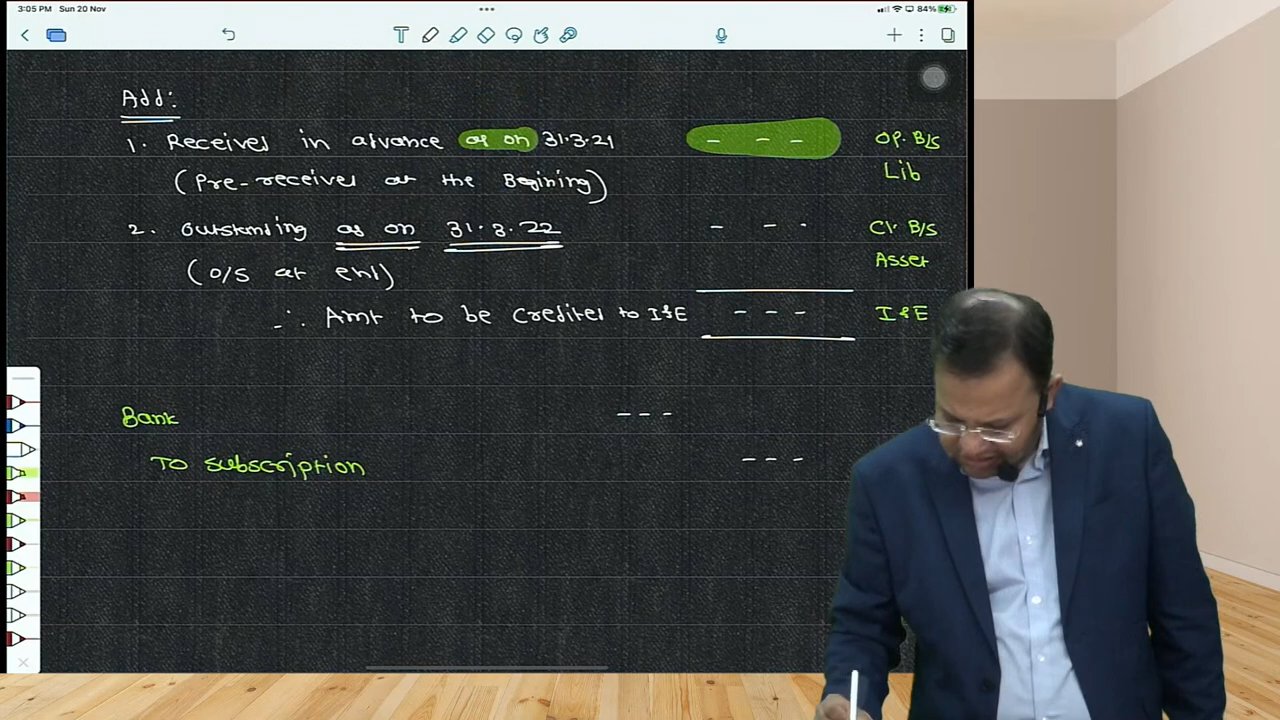 3:05 PM Sun 20 Nov
84%
Add:
1. Received in advance as on 31.3.21 - - - Op. B/s
(Pre-received at the Begining) Lib
2. Outstanding as on 31.3.22 - - - Cl. B/s
(O/S at end) Asset
∴ Amt to be credited to I&E - - - I&E
Bank - - -
To subscription - - -